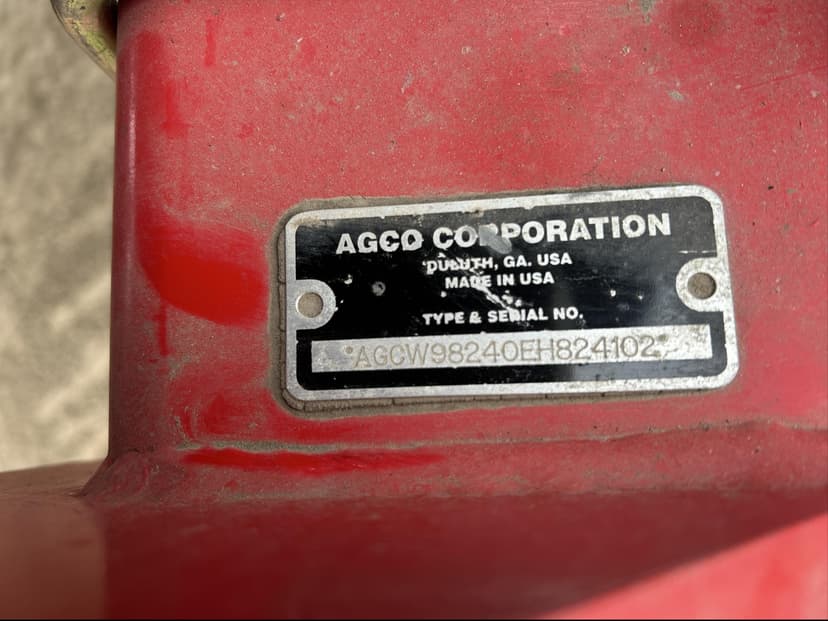 AGCO CORPORATION
DULUTH, GA. USA
MADE IN USA
TYPE & SERIAL NO.
*AGCW98240EH824102*